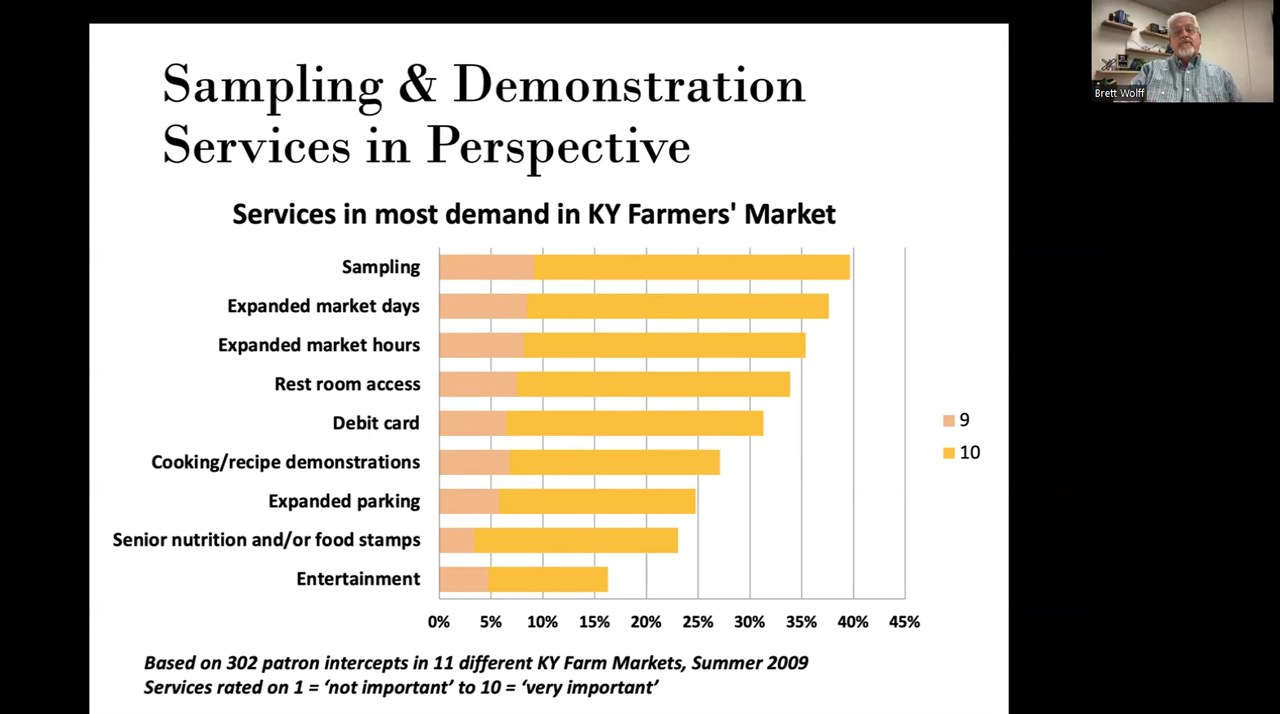 Sampling & Demonstration
Services in Perspective
Services in most demand in KY Farmers' Market
Sampling
Expanded market days
Expanded market hours
Rest room access
Debit card
Cooking/recipe demonstrations
Expanded parking
Senior nutrition and/or food stamps
Entertainment
0% 5% 10% 15% 20% 25% 30% 35% 40% 45%
9
10
Based on 302 patron intercepts in 11 different KY Farm Markets, Summer 2009
Services rated on 1 = ‘not important’ to 10 = ‘very important’
Brett Wolff